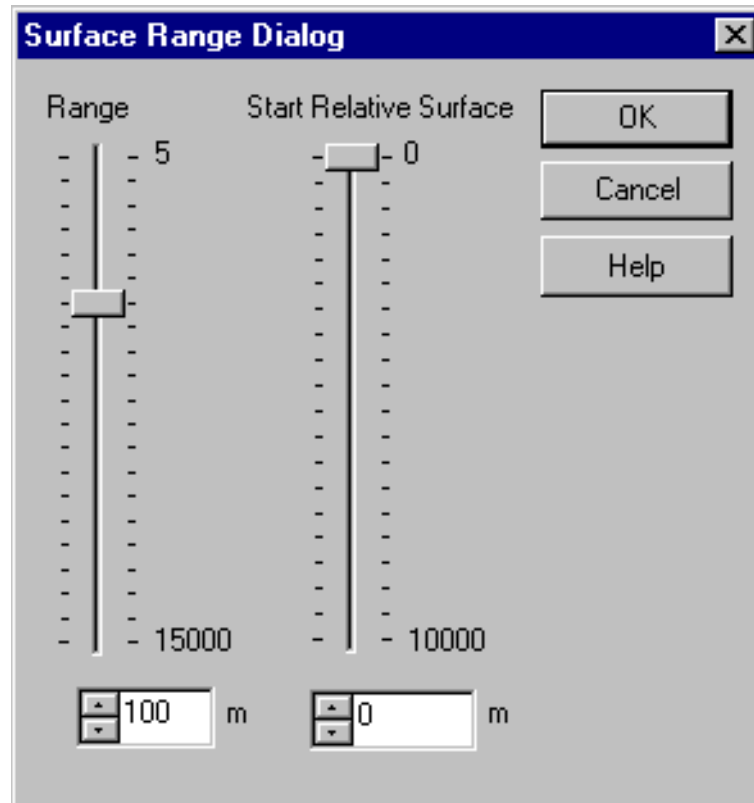 Surface Range Dialog
Range
Start Relative Surface
OK
5
0
Cancel
Help
15000
10000
100 m
0 m